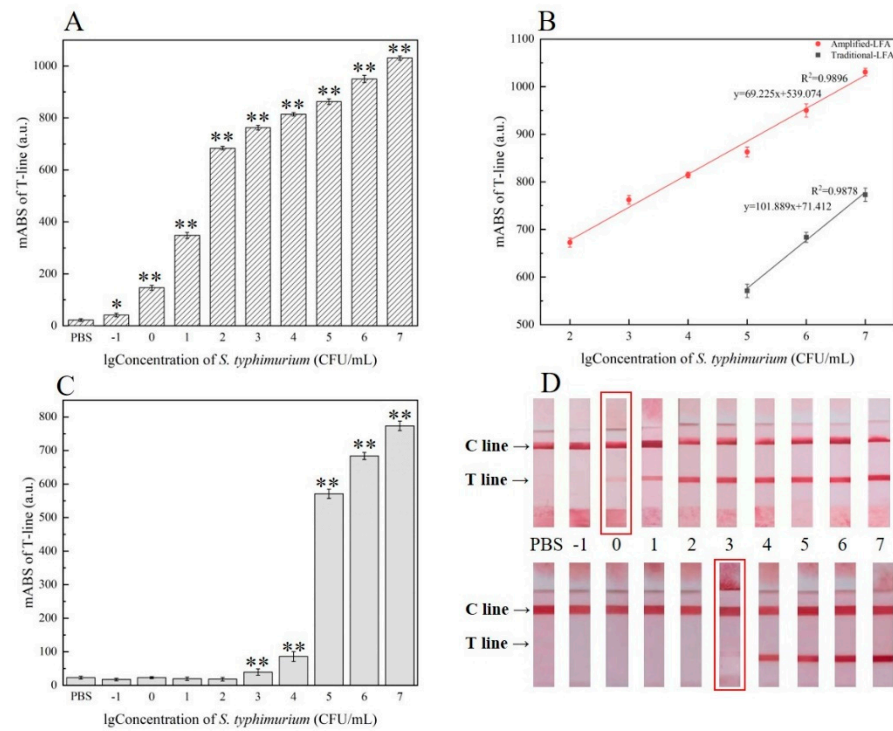 A
mABS of T-line (a.u.)
1000
800
600
400
200
0
*
**
**
**
**
**
**
**
**
PBS -1 0 1 2 3 4 5 6 7
lgConcentration of S. typhimurium (CFU/mL)
B
mABS of T-line (a.u.)
1100
1000
900
800
700
600
500
Amplified-LFA
Traditional-LFA
R²=0.9896
y=69.225x+539.074
R²=0.9878
y=101.889x+71.412
2 3 4 5 6 7
lgConcentration of S. typhimurium (CFU/mL)
C
mABS of T-line (a.u.)
800
700
600
500
400
300
200
100
0
**
**
**
**
**
PBS -1 0 1 2 3 4 5 6 7
lgConcentration of S. typhimurium (CFU/mL)
D
C line →
T line →
PBS -1 0 1 2 3 4 5 6 7
C line →
T line →